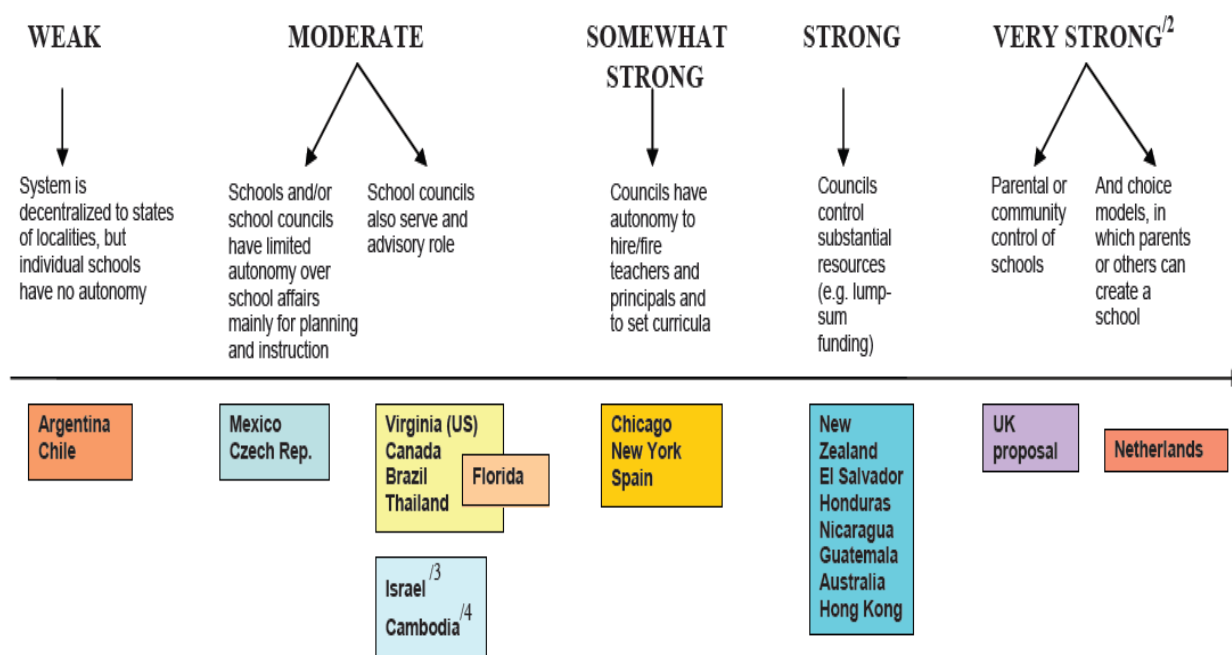 WEAK
MODERATE
SOMEWHAT
STRONG
STRONG
VERY STRONG/2
System is
decentralized to states
of localities, but
individual schools
have no autonomy
Schools and/or
school councils
have limited
autonomy over
school affairs
mainly for planning
and instruction
School councils
also serve and
advisory role
Councils have
autonomy to
hire/fire
teachers and
principals and
to set curricula
Councils
control
substantial
resources
(e.g. lump-
sum
funding)
Parental or
community
control of
schools
And choice
models, in
which parents
or others can
create a
school
Argentina
Chile
Mexico
Czech Rep.
Virginia (US)
Canada
Brazil
Thailand
Florida
Israel/3
Cambodia/4
Chicago
New York
Spain
New
Zealand
El Salvador
Honduras
Nicaragua
Guatemala
Australia
Hong Kong
UK
proposal
Netherlands